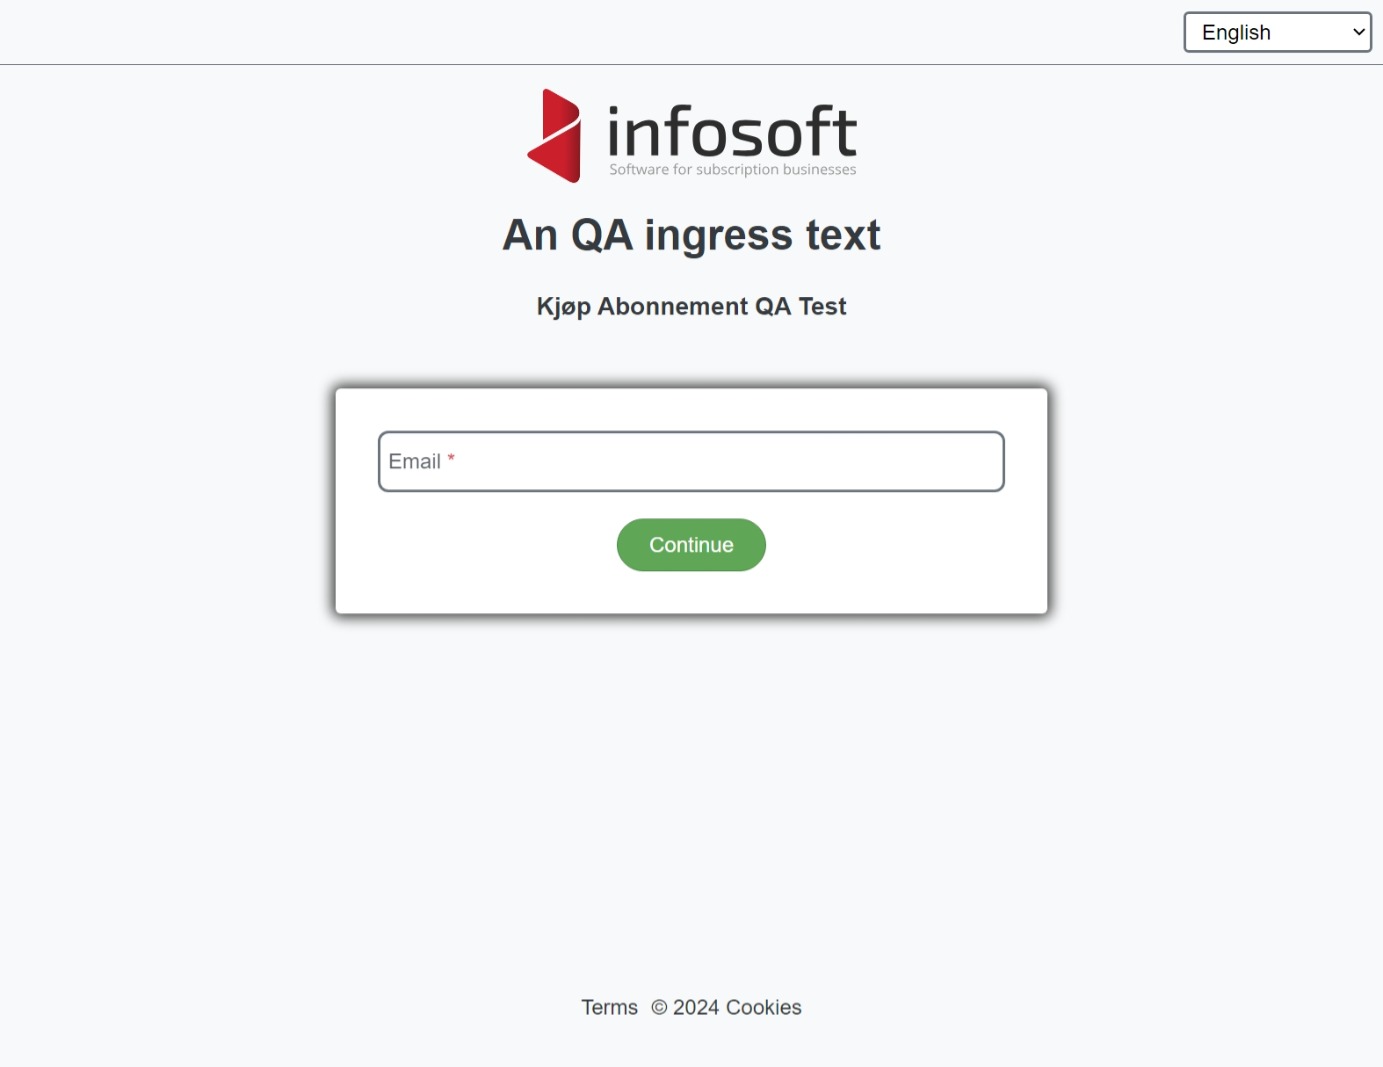 English
infosoft
Software for subscription businesses
An QA ingress text
Kjøp Abonnement QA Test
Email *
Continue
Terms © 2024 Cookies